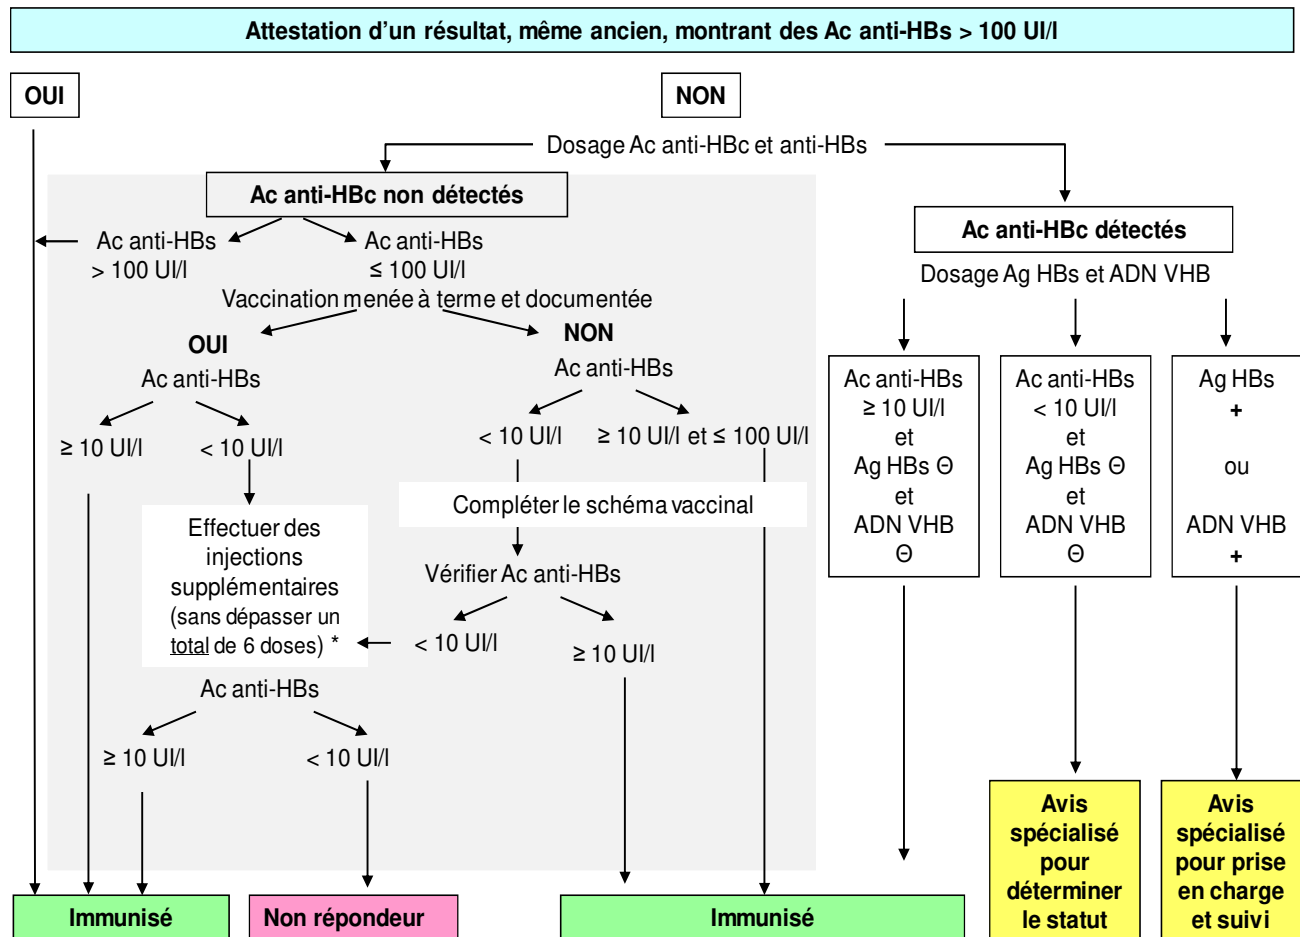 Attestation d'un résultat, même ancien, montrant des Ac anti-HBs > 100 UI/l
OUI
NON
Dosage Ac anti-HBc et anti-HBs
Ac anti-HBc non détectés
Ac anti-HBs
> 100 UI/l
Ac anti-HBs
≤ 100 UI/l
Vaccination menée à terme et documentée
OUI
Ac anti-HBs
≥ 10 UI/l
< 10 UI/l
Effectuer des
injections
supplémentaires
(sans dépasser un
total de 6 doses) *
Ac anti-HBs
≥ 10 UI/l
< 10 UI/l
NON
Ac anti-HBs
< 10 UI/l
≥ 10 UI/l et ≤ 100 UI/l
Compléter le schéma vaccinal
Vérifier Ac anti-HBs
< 10 UI/l
≥ 10 UI/l
Ac anti-HBc détectés
Dosage Ag HBs et ADN VHB
Ac anti-HBs
≥ 10 UI/l
et
Ag HBs Θ
et
ADN VHB
Θ
Ac anti-HBs
< 10 UI/l
et
Ag HBs Θ
et
ADN VHB
Θ
Ag HBs
+
ou
ADN VHB
+
Immunisé
Non répondeur
Immunisé
Avis
spécialisé
pour
déterminer
le statut
Avis
spécialisé
pour prise
en charge
et suivi